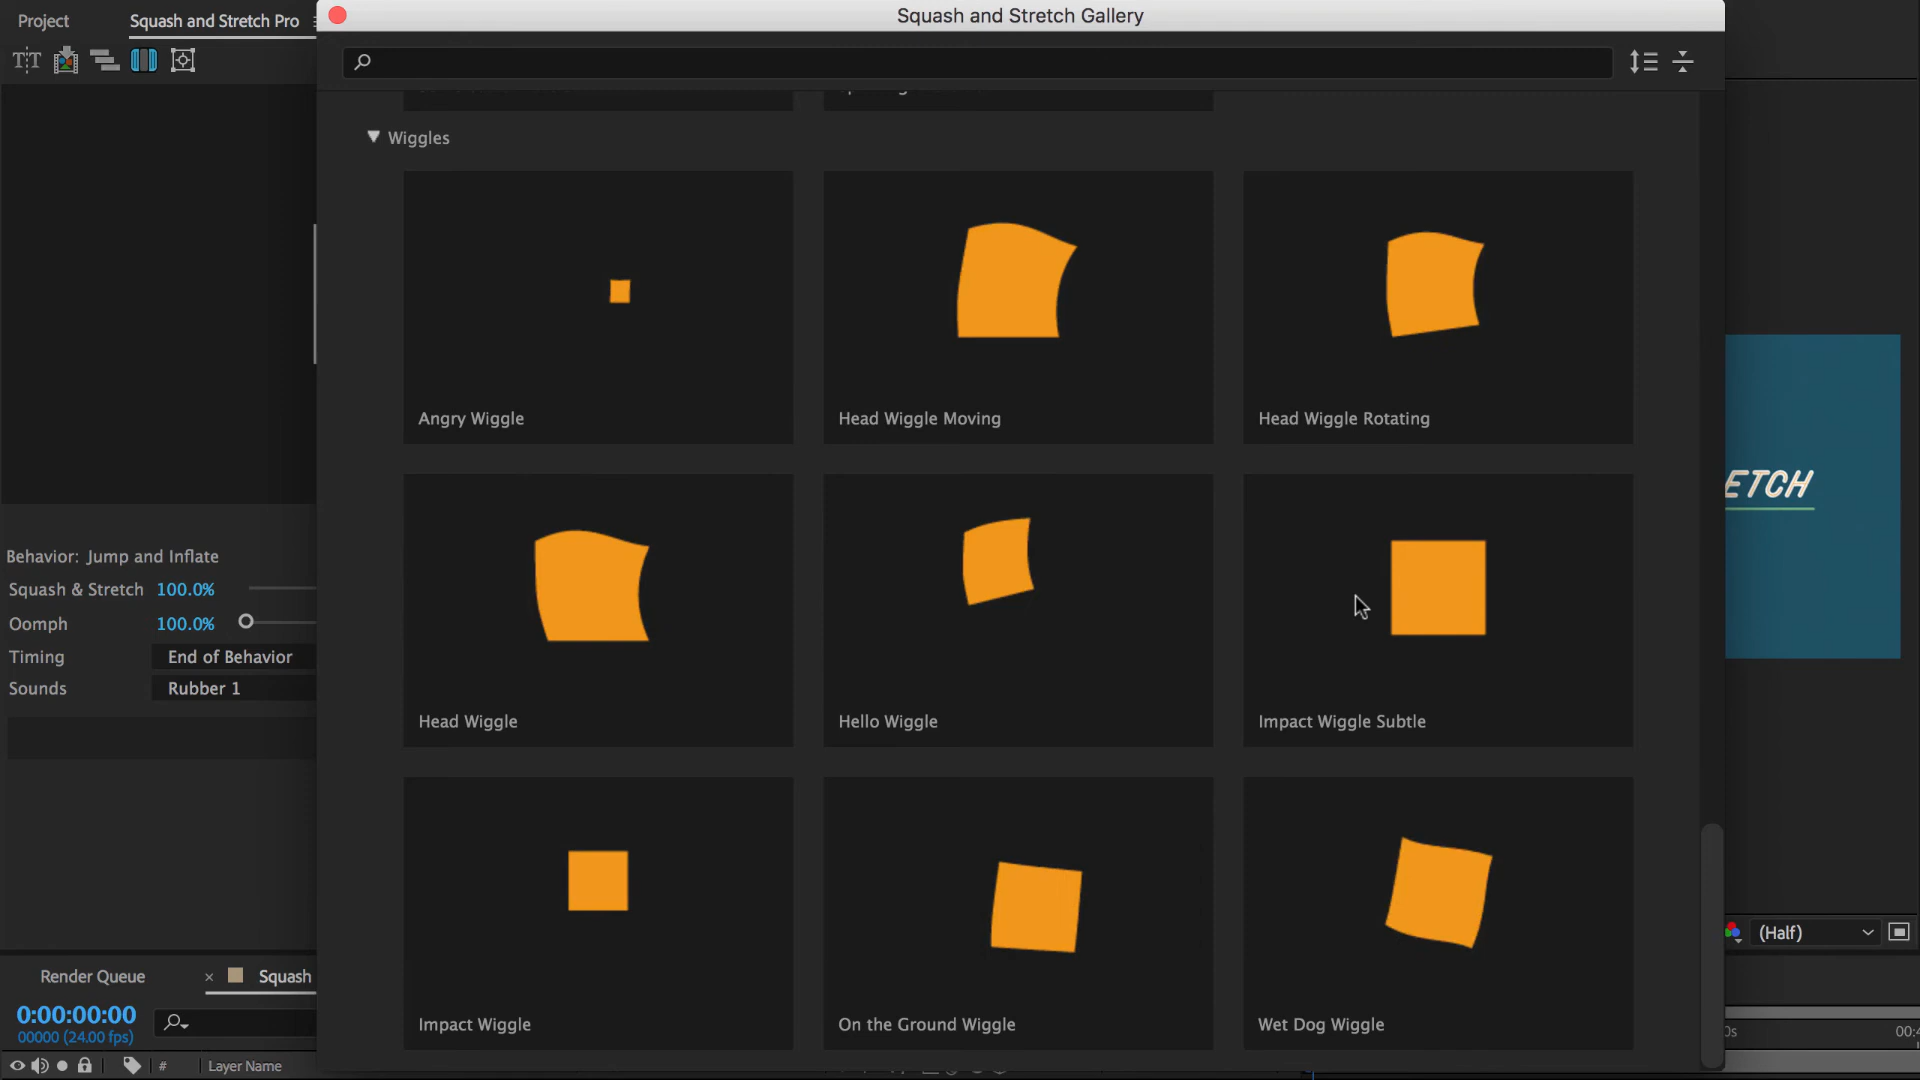 Project
Squash and Stretch Pro
Squash and Stretch Gallery
Wiggles
Angry Wiggle
Head Wiggle Moving
Head Wiggle Rotating
Head Wiggle
Hello Wiggle
Impact Wiggle Subtle
Impact Wiggle
On the Ground Wiggle
Wet Dog Wiggle
Behavior: Jump and Inflate
Squash & Stretch 100.0%
Oomph 100.0%
Timing End of Behavior
Sounds Rubber 1
ETCH
(Half)
Render Queue
× Squash
0:00:00:00
00000 (24.00 fps)
# Layer Name